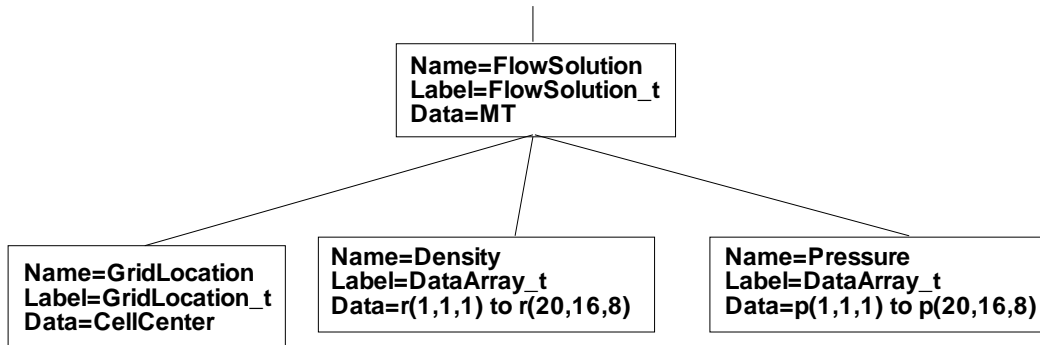 Name=FlowSolution
Label=FlowSolution_t
Data=MT
Name=GridLocation
Label=GridLocation_t
Data=CellCenter
Name=Density
Label=DataArray_t
Data=r(1,1,1) to r(20,16,8)
Name=Pressure
Label=DataArray_t
Data=p(1,1,1) to p(20,16,8)